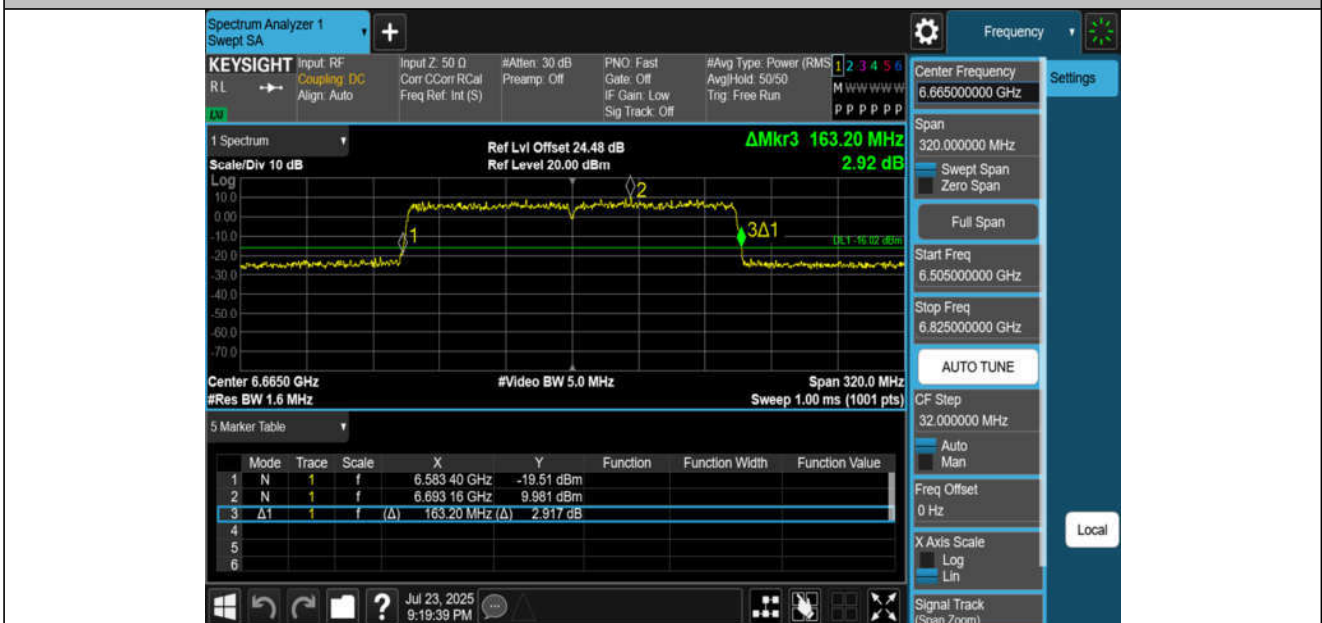 Spectrum Analyzer 1
Swept SA
+
Frequency
KEYSIGHT
RL
LU
Input: RF
Coupling: DC
Align: Auto
Input Z: 50 Ω
Corr CCorr RCal
Freq Ref: Int (S)
#Atten: 30 dB
Preamp: Off
PNO: Fast
Gate: Off
IF Gain: Low
Sig Track: Off
#Avg Type: Power (RMS
Avg|Hold: 50/50
Trig: Free Run
1 2 3 4 5 6
M W W W W W
P P P P P P
1 Spectrum
Scale/Div 10 dB
Ref Lvl Offset 24.48 dB
Ref Level 20.00 dBm
ΔMkr3 163.20 MHz
2.92 dB
Log
10.0
0.00
-10.0
-20.0
-30.0
-40.0
-50.0
-60.0
-70.0
1
2
3Δ1
DL1 -16.02 dBm
Center 6.6650 GHz
#Res BW 1.6 MHz
#Video BW 5.0 MHz
Span 320.0 MHz
Sweep 1.00 ms (1001 pts)
5 Marker Table
Mode Trace Scale X Y Function Function Width Function Value
1 N 1 f 6.583 40 GHz -19.51 dBm
2 N 1 f 6.693 16 GHz 9.981 dBm
3 Δ1 1 f (Δ) 163.20 MHz (Δ) 2.917 dB
4
5
6
?
Jul 23, 2025
9:19:39 PM
Center Frequency
6.665000000 GHz
Span
320.000000 MHz
Swept Span
Zero Span
Full Span
Start Freq
6.505000000 GHz
Stop Freq
6.825000000 GHz
AUTO TUNE
CF Step
32.000000 MHz
Auto
Man
Freq Offset
0 Hz
X Axis Scale
Log
Lin
Signal Track
(Span Zoom)
Settings
Local